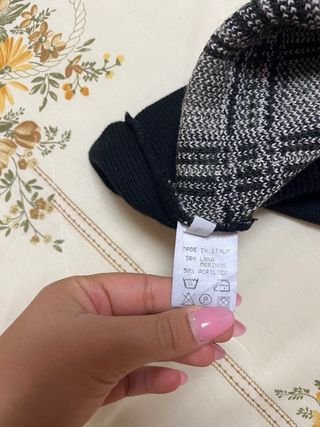 MADE IN ITALY
50% LANA
MERINOS
50% ACRILICO
P